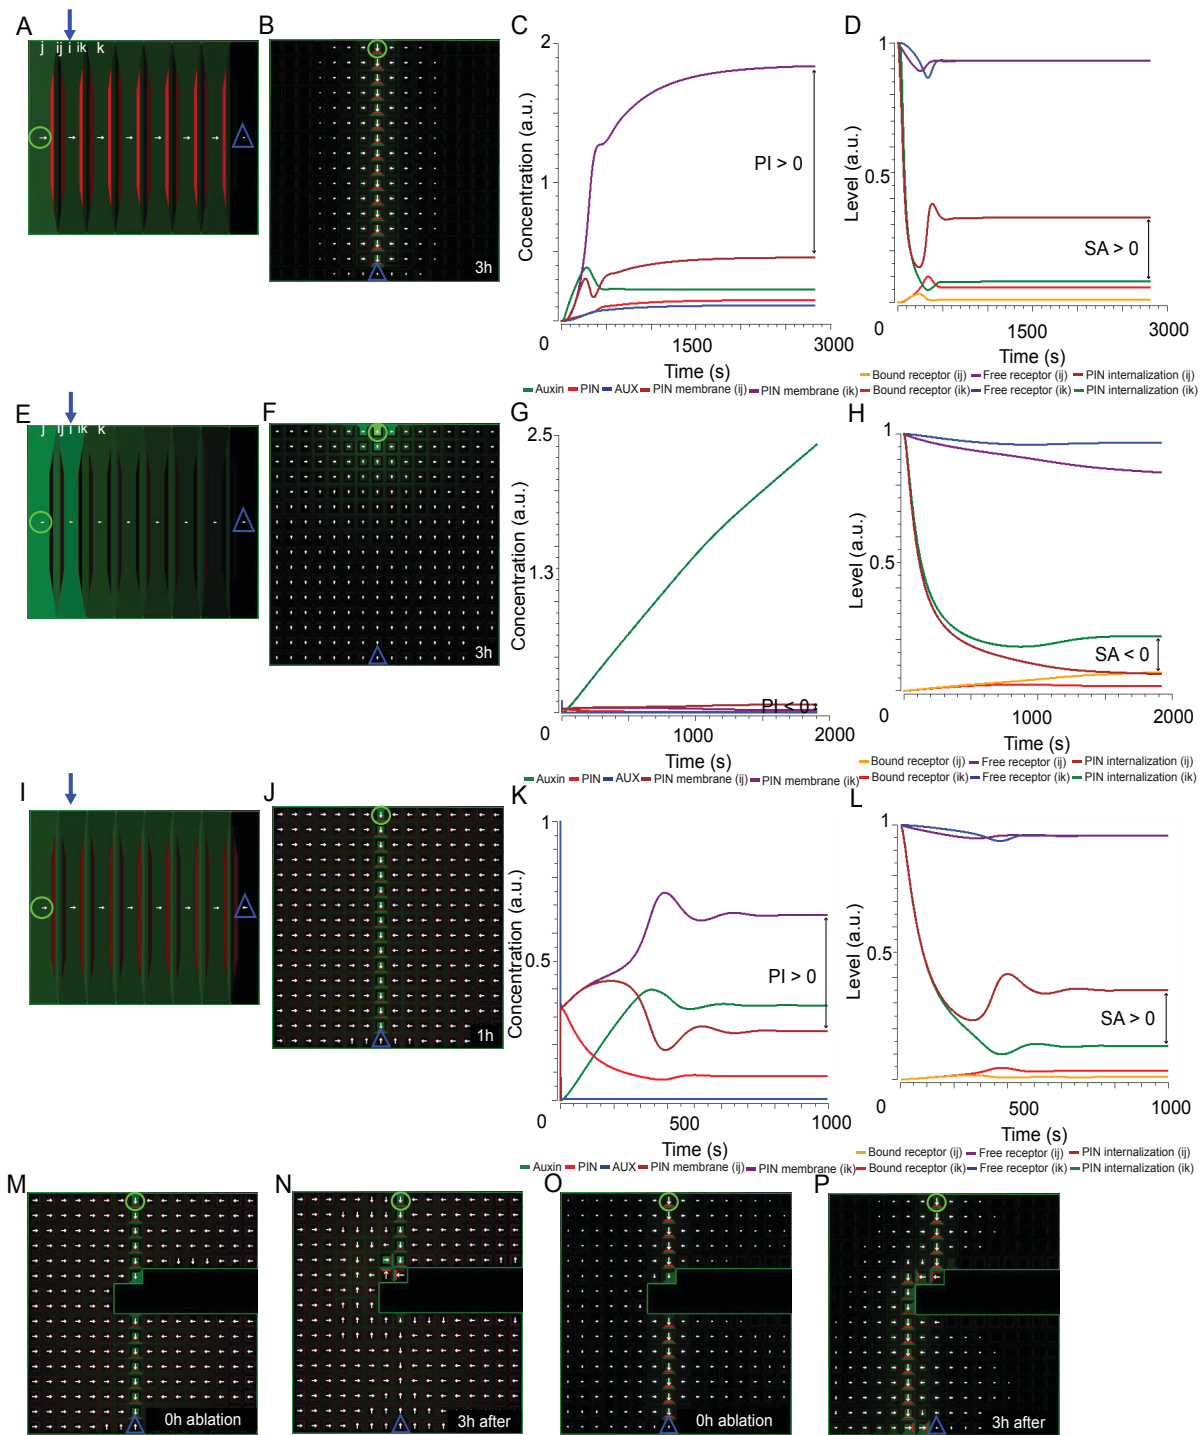 A
j ij i ik k
B
3h
C
2
1
0
Concentration (a.u.)
PI > 0
1500
3000
Time (s)
Auxin PIN AUX PIN membrane (ij) PIN membrane (ik)
D
1
0.5
0
Level (a.u.)
SA > 0
1500
3000
Time (s)
Bound receptor (ij) Free receptor (ij) PIN internalization (ij)
Bound receptor (ik) Free receptor (ik) PIN internalization (ik)
E
j ij i ik k
F
3h
G
2.5
1.3
0
Concentration (a.u.)
PI < 0
1000
2000
Time (s)
Auxin PIN AUX PIN membrane (ij) PIN membrane (ik)
H
1
0.5
0
Level (a.u.)
SA < 0
1000
2000
Time (s)
Bound receptor (ij) Free receptor (ij) PIN internalization (ij)
Bound receptor (ik) Free receptor (ik) PIN internalization (ik)
I
J
1h
K
1
0.5
0
Concentration (a.u.)
PI > 0
500
1000
Time (s)
Auxin PIN AUX PIN membrane (ij) PIN membrane (ik)
L
1
0.5
0
Level (a.u.)
SA > 0
500
1000
Time (s)
Bound receptor (ij) Free receptor (ij) PIN internalization (ij)
Bound receptor (ik) Free receptor (ik) PIN internalization (ik)
M
0h ablation
N
3h after
O
0h ablation
P
3h after